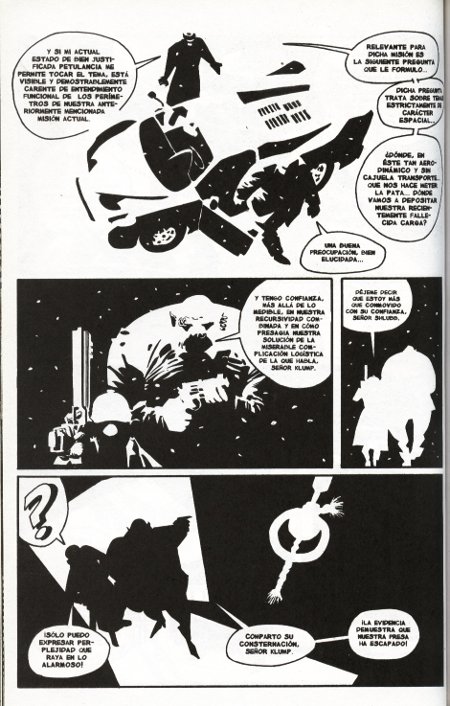 Y SI MI ACTUAL
ESTADO DE BIEN JUSTI-
FICADA PETULANCIA ME
PERMITE TOCAR EL TEMA, ESTÁ
VISIBLE Y DEMOSTRABLEMENTE
CARENTE DE ENTENDIMIENTO
FUNCIONAL DE LOS PERÍME-
TROS DE NUESTRA ANTE-
RIORMENTE MENCIONADA
MISIÓN ACTUAL.
RELEVANTE PARA
DICHA MISIÓN ES
LA SIGUIENTE PREGUNTA
QUE LE FORMULO...
DICHA PREGUNTA
TRATA SOBRE TEMAS
ESTRICTAMENTE DE
CARÁCTER
ESPACIAL...
¿DÓNDE, EN
ÉSTE TAN AERO-
DINÁMICO Y SIN
CAJUELA TRANSPORTE,
QUE NOS HACE METER
LA PATA... DÓNDE
VAMOS A DEPOSITAR
NUESTRA RECIEN-
TEMENTE FALLE-
CIDA CARGA?
UNA BUENA
PREOCUPACIÓN, BIEN
ELUCIDADA...
Y TENGO CONFIANZA,
MÁS ALLÁ DE LO
MEDIBLE, EN NUESTRA
RECURSIVIDAD COM-
BINADA Y EN CÓMO
PRESAGIA NUESTRA
SOLUCIÓN DE LA
MISERABLE COM-
PLICACIÓN LOGÍSTICA
DE LA QUE HABLA,
SEÑOR KLUMP.
DÉJEME DECIR
QUE ESTOY MÁS
QUE CONMOVIDO
CON SU CONFIANZA,
SEÑOR SHLUBB.
?
¡SÓLO PUEDO
EXPRESAR PER-
PLEJIDAD QUE
RAYA EN LO
ALARMOSO!
COMPARTO SU
CONSTERNACIÓN,
SEÑOR KLUMP.
¡LA EVIDENCIA
DEMUESTRA QUE
NUESTRA PRESA
HA ESCAPADO!